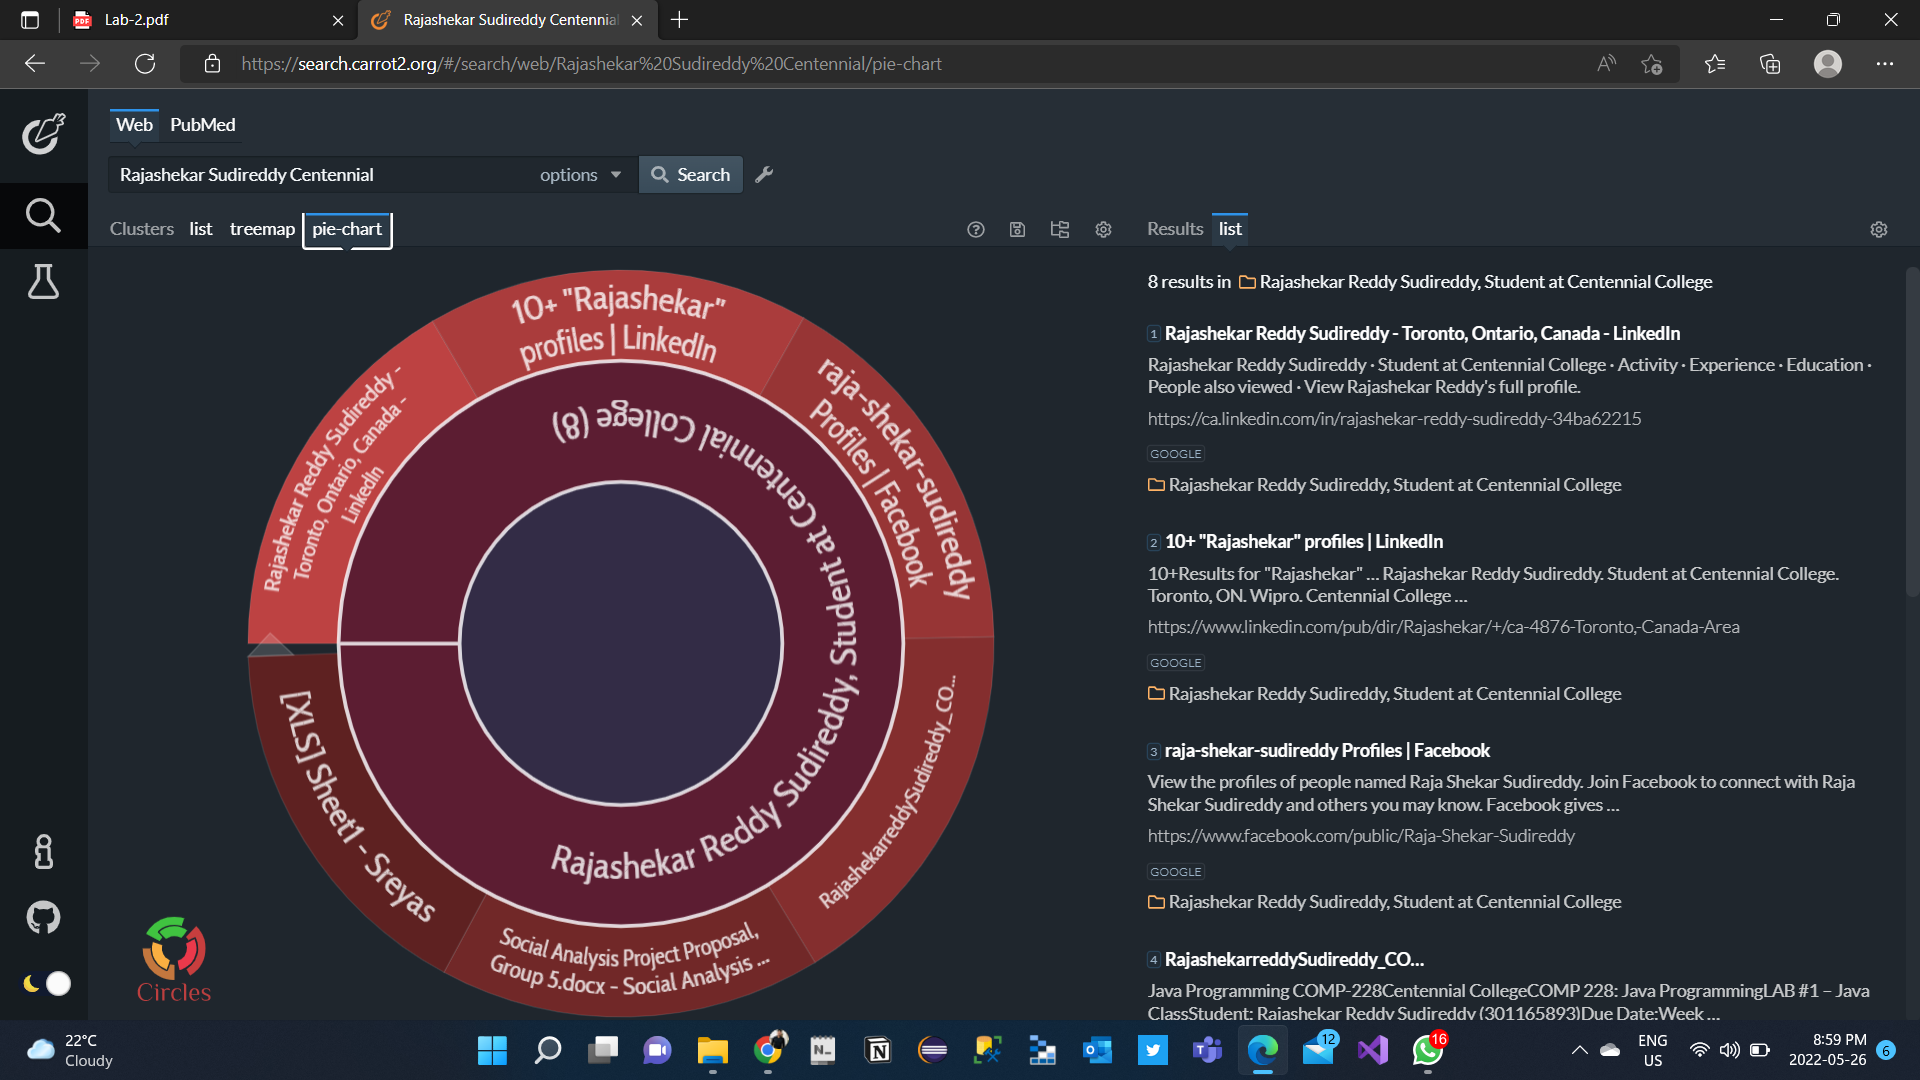 Lab-2.pdf
Rajashekar Sudireddy Centennial
https://search.carrot2.org/#/search/web/Rajashekar%20Sudireddy%20Centennial/pie-chart
Web PubMed
Rajashekar Sudireddy Centennial options Search
Clusters list treemap pie-chart
Rajashekar Reddy Sudireddy -
Toronto, Ontario, Canada -
LinkedIn
10+ "Rajashekar"
profiles | LinkedIn
raja-shekar-sudireddy
Profiles | Facebook
RajashekarreddySudireddy_CO...
Social Analysis Project Proposal,
Group 5.docx - Social Analysis ...
[XLS] Sheet1 - Sreyas
Rajashekar Reddy Sudireddy, Student at Centennial College (8)
Circles
Results list
8 results in Rajashekar Reddy Sudireddy, Student at Centennial College
1 Rajashekar Reddy Sudireddy - Toronto, Ontario, Canada - LinkedIn
Rajashekar Reddy Sudireddy · Student at Centennial College · Activity · Experience · Education ·
People also viewed · View Rajashekar Reddy's full profile.
https://ca.linkedin.com/in/rajashekar-reddy-sudireddy-34ba62215
GOOGLE
Rajashekar Reddy Sudireddy, Student at Centennial College
2 10+ "Rajashekar" profiles | LinkedIn
10+Results for "Rajashekar" ... Rajashekar Reddy Sudireddy. Student at Centennial College.
Toronto, ON. Wipro. Centennial College ...
https://www.linkedin.com/pub/dir/Rajashekar/+/ca-4876-Toronto,-Canada-Area
GOOGLE
Rajashekar Reddy Sudireddy, Student at Centennial College
3 raja-shekar-sudireddy Profiles | Facebook
View the profiles of people named Raja Shekar Sudireddy. Join Facebook to connect with Raja
Shekar Sudireddy and others you may know. Facebook gives ...
https://www.facebook.com/public/Raja-Shekar-Sudireddy
GOOGLE
Rajashekar Reddy Sudireddy, Student at Centennial College
4 RajashekarreddySudireddy_CO...
Java Programming COMP-228Centennial CollegeCOMP 228: Java ProgrammingLAB #1 – Java
ClassStudent: Rajashekar Reddy Sudireddy (301165893)Due Date:Week ...
22°C
Cloudy
12
16
ENG
US
8:59 PM
2022-05-26
6